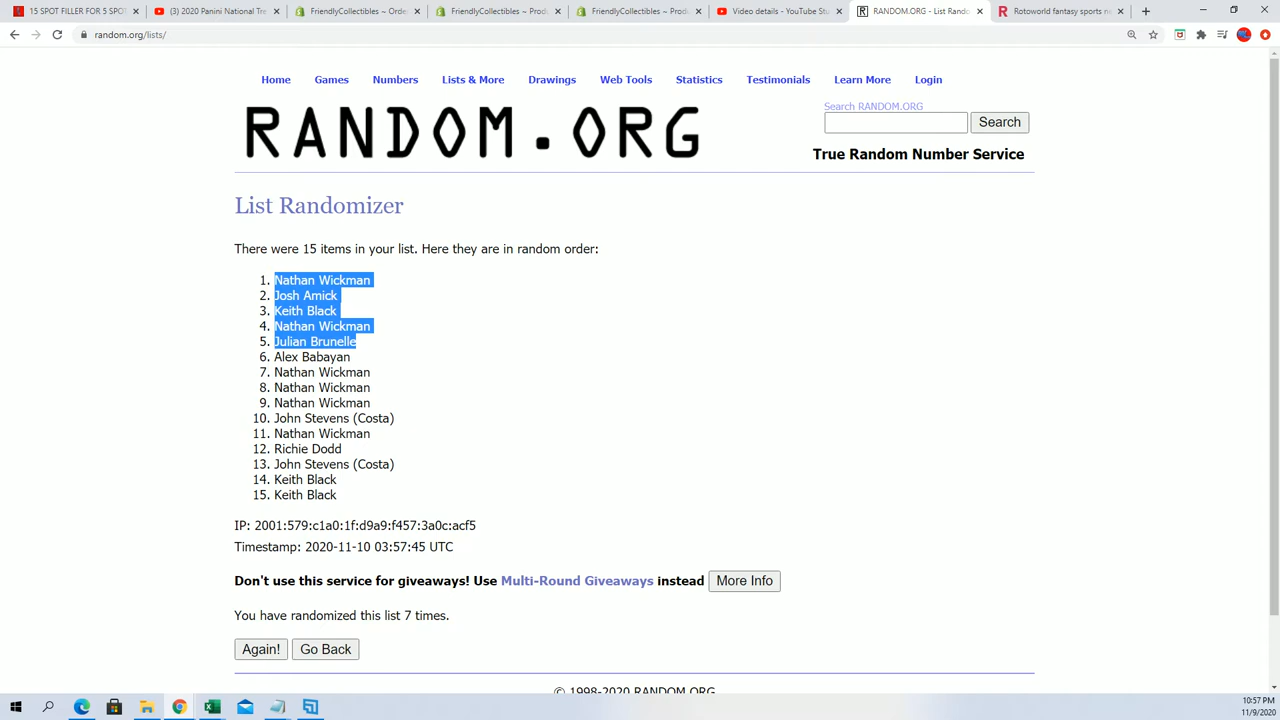 15 SPOT FILLER FOR 5 SPOT
(3) 2020 Panini National Tre
FriendlyCollectibles ~ Orde
FriendlyCollectibles ~ Produ
FriendlyCollectibles ~ Produ
Video details - YouTube Stu
RANDOM.ORG - List Rando
Rotoworld fantasy sports ne
random.org/lists/
Home Games Numbers Lists & More Drawings Web Tools Statistics Testimonials Learn More Login
RANDOM.ORG
Search RANDOM.ORG
Search
True Random Number Service
List Randomizer
There were 15 items in your list. Here they are in random order:
1. Nathan Wickman
2. Josh Amick
3. Keith Black
4. Nathan Wickman
5. Julian Brunelle
6. Alex Babayan
7. Nathan Wickman
8. Nathan Wickman
9. Nathan Wickman
10. John Stevens (Costa)
11. Nathan Wickman
12. Richie Dodd
13. John Stevens (Costa)
14. Keith Black
15. Keith Black
IP: 2001:579:c1a0:1f:d9a9:f457:3a0c:acf5
Timestamp: 2020-11-10 03:57:45 UTC
Don't use this service for giveaways! Use Multi-Round Giveaways instead More Info
You have randomized this list 7 times.
Again! Go Back
© 1998-2020 RANDOM.ORG
10:57 PM
11/9/2020